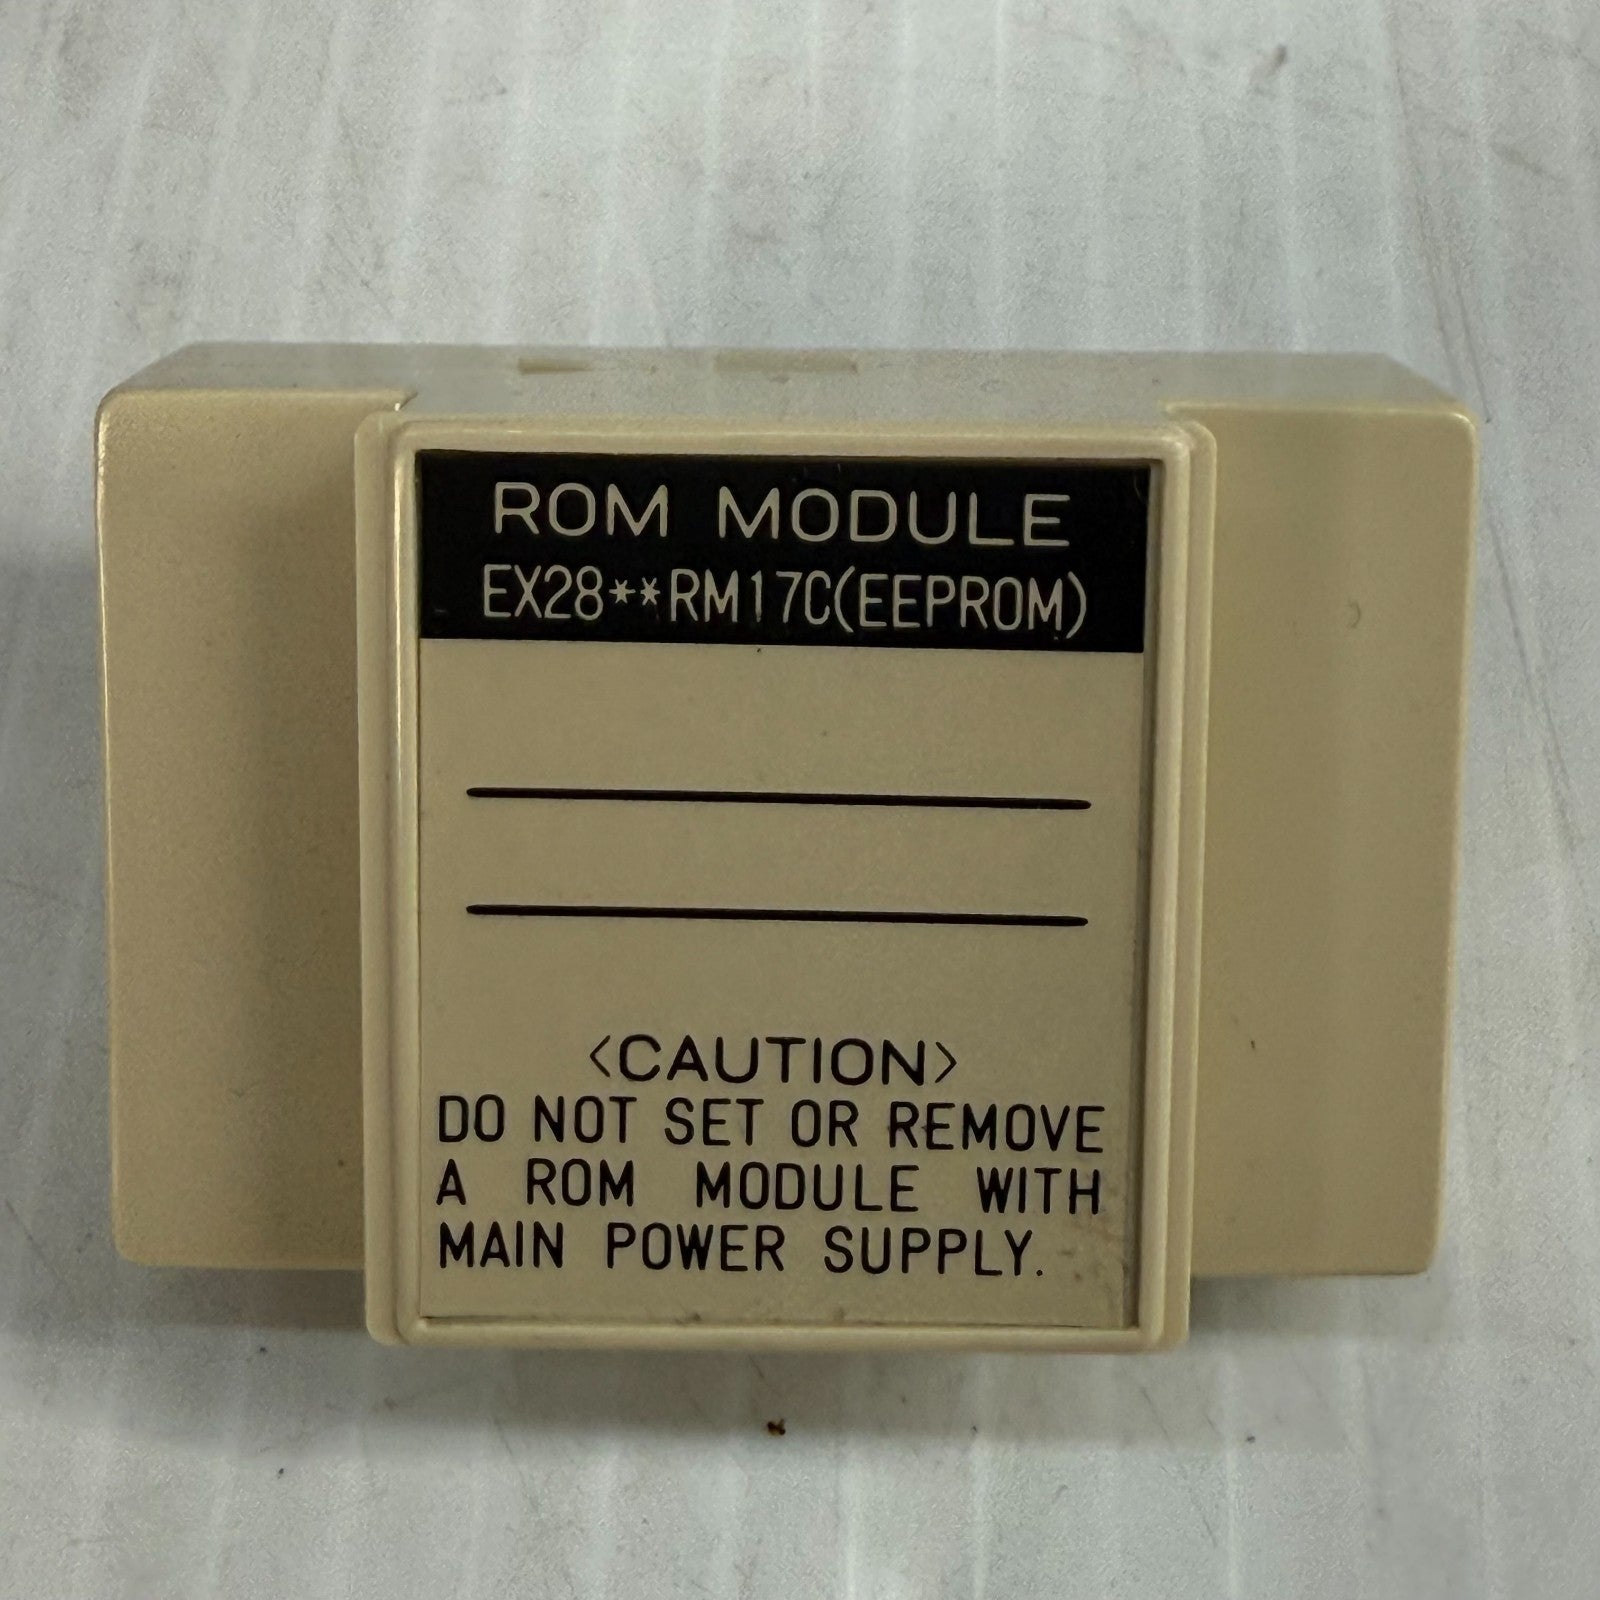 ROM MODULE
EX28**RM17C(EEPROM)
<CAUTION>
DO NOT SET OR REMOVE
A ROM MODULE WITH
MAIN POWER SUPPLY.